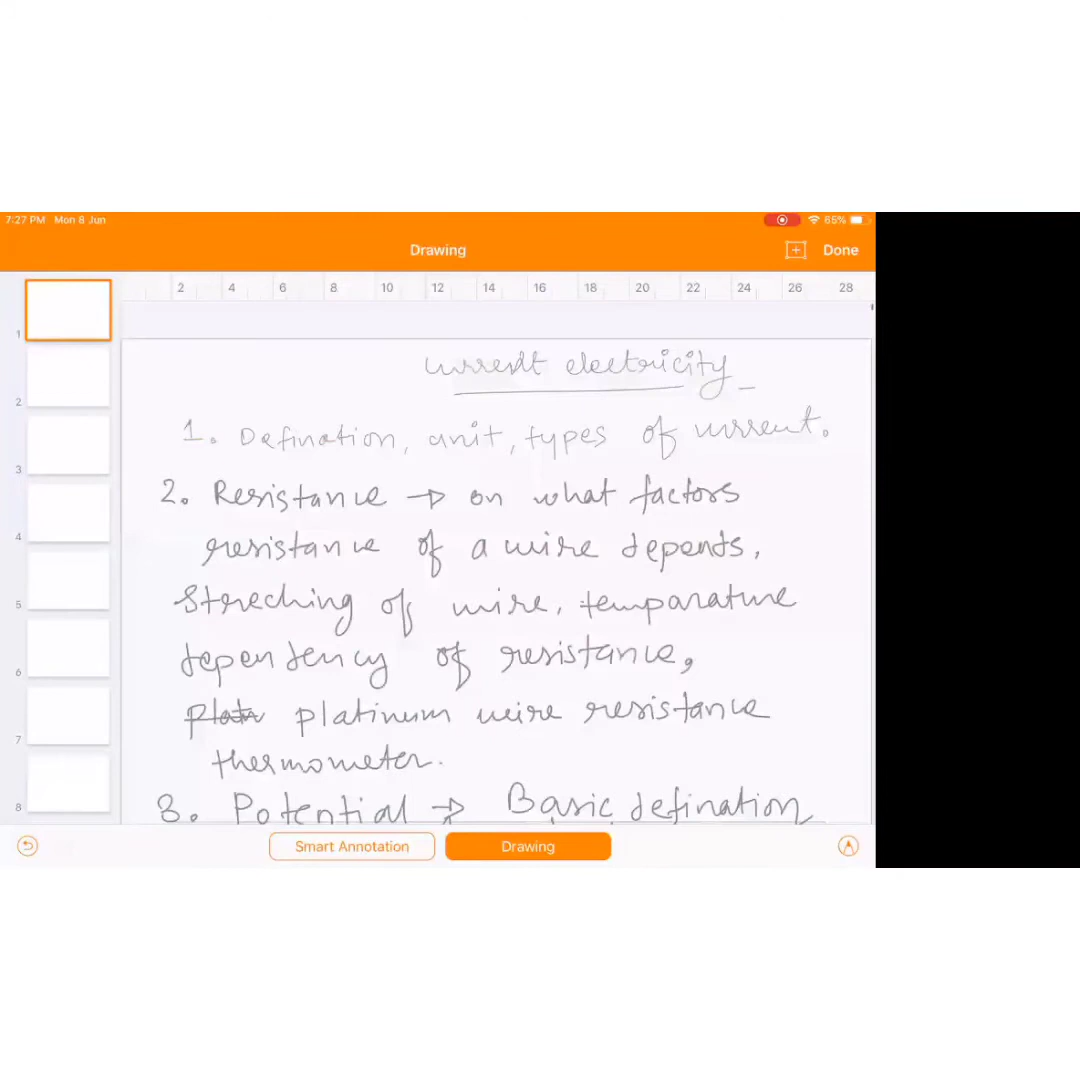 7:27 PM Mon 8 Jun
65%
Drawing
Done
2 4 6 8 10 12 14 16 18 20 22 24 26 28
current electricity
1. Defination, unit, types of current.
2. Resistance → on what factors
resistance of a wire depends,
Streching of wire, temparature
dependency of resistance,
platinum wire resistance
thermometer.
3. Potential → Basic defination
1
2
3
4
5
6
7
8
Smart Annotation
Drawing